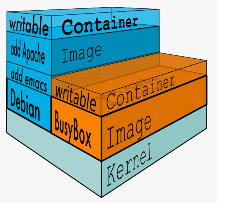 writable Container
add Apache Image
add emacs
Debian
writable Container
BusyBox Image
Kernel